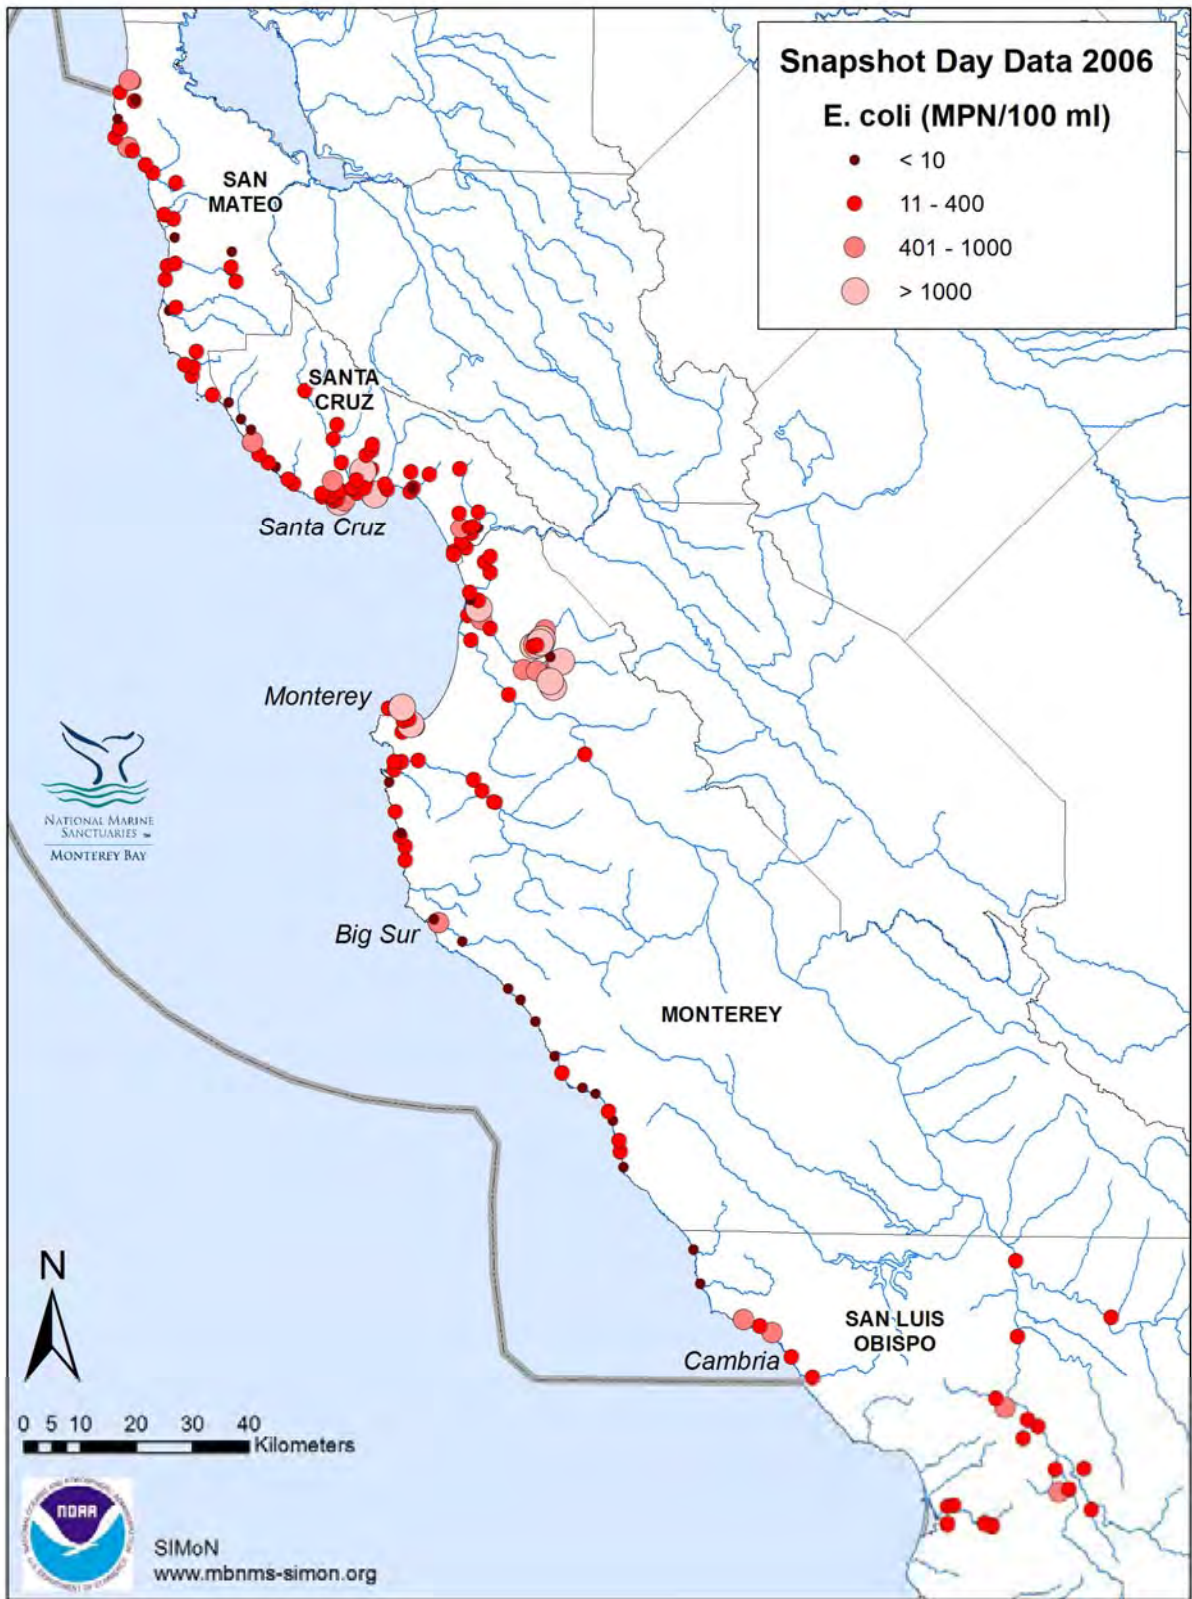 Snapshot Day Data 2006
E. coli (MPN/100 ml)
< 10
11 - 400
401 - 1000
> 1000
SAN
MATEO
SANTA
CRUZ
Santa Cruz
Monterey
NATIONAL MARINE
SANCTUARIES
MONTEREY BAY
Big Sur
MONTEREY
SAN LUIS
OBISPO
Cambria
N
0 5 10 20 30 40
Kilometers
NOAA
SIMoN
www.mbnms-simon.org